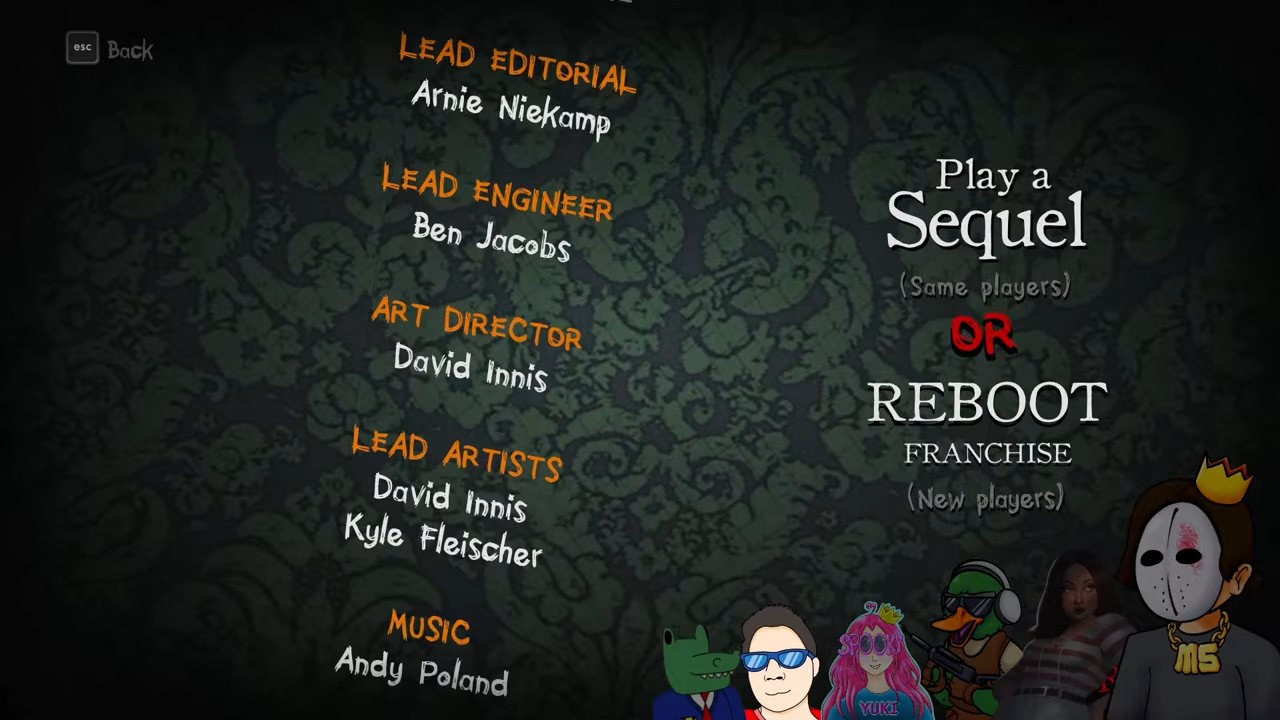 esc Back
LEAD EDITORIAL
Arnie Niekamp
LEAD ENGINEER
Ben Jacobs
ART DIRECTOR
David Innis
LEAD ARTISTS
David Innis
Kyle Fleischer
MUSIC
Andy Poland
Play a
Sequel
(Same players)
OR
REBOOT
FRANCHISE
(New players)
YUKI
MS